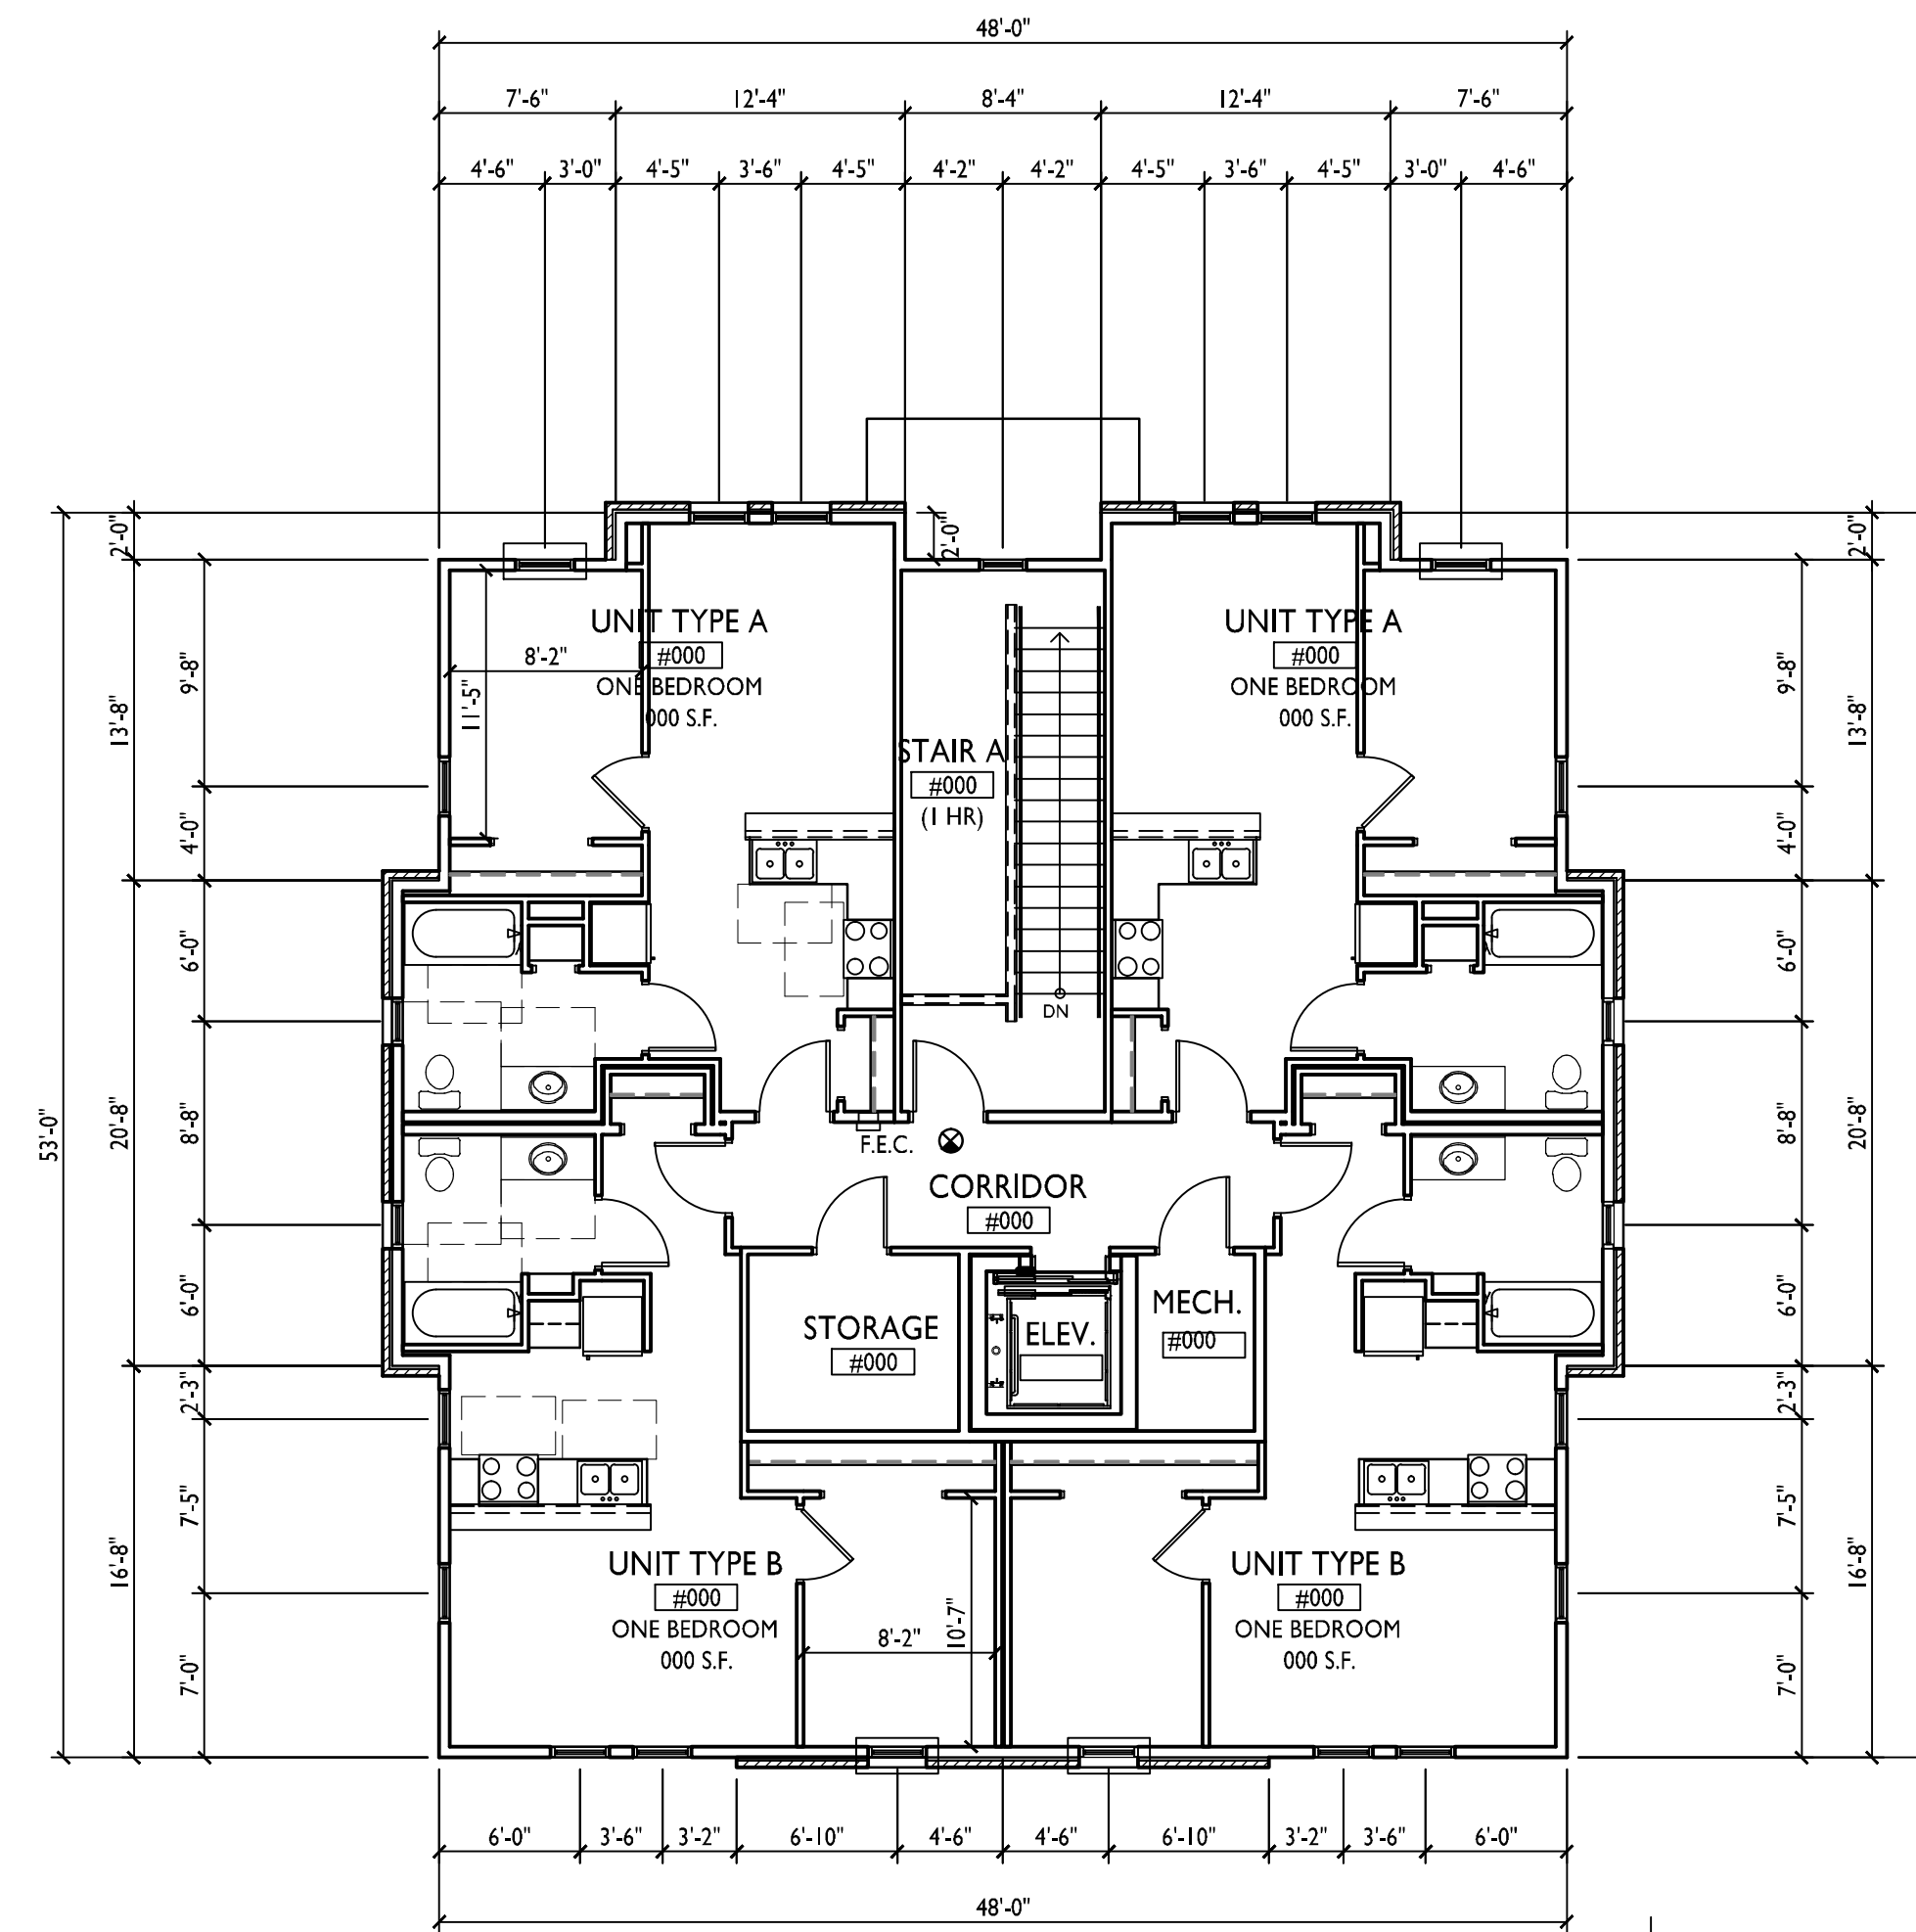 48'-0"
7'-6" 12'-4" 8'-4" 12'-4" 7'-6"
4'-6" 3'-0" 4'-5" 3'-6" 4'-5" 4'-2" 4'-2" 4'-5" 3'-6" 4'-5" 3'-0" 4'-6"
53'-0"
2'-0"
13'-8"
20'-8"
16'-8"
9'-8"
4'-0"
6'-0"
8'-8"
6'-0"
2'-3"
7'-5"
7'-0"
UNIT TYPE A
#000
ONE BEDROOM
000 S.F.
8'-2"
11'-5"
2'-0"
STAIR A
#000
(1 HR)
DN
UNIT TYPE A
#000
ONE BEDROOM
000 S.F.
F.E.C.
CORRIDOR
#000
STORAGE
#000
ELEV.
MECH.
#000
UNIT TYPE B
#000
ONE BEDROOM
000 S.F.
8'-2"
10'-7"
UNIT TYPE B
#000
ONE BEDROOM
000 S.F.
9'-8"
4'-0"
6'-0"
8'-8"
6'-0"
2'-3"
7'-5"
7'-0"
2'-0"
13'-8"
20'-8"
16'-8"
6'-0" 3'-6" 3'-2" 6'-10" 4'-6" 4'-6" 6'-10" 3'-2" 3'-6" 6'-0"
48'-0"